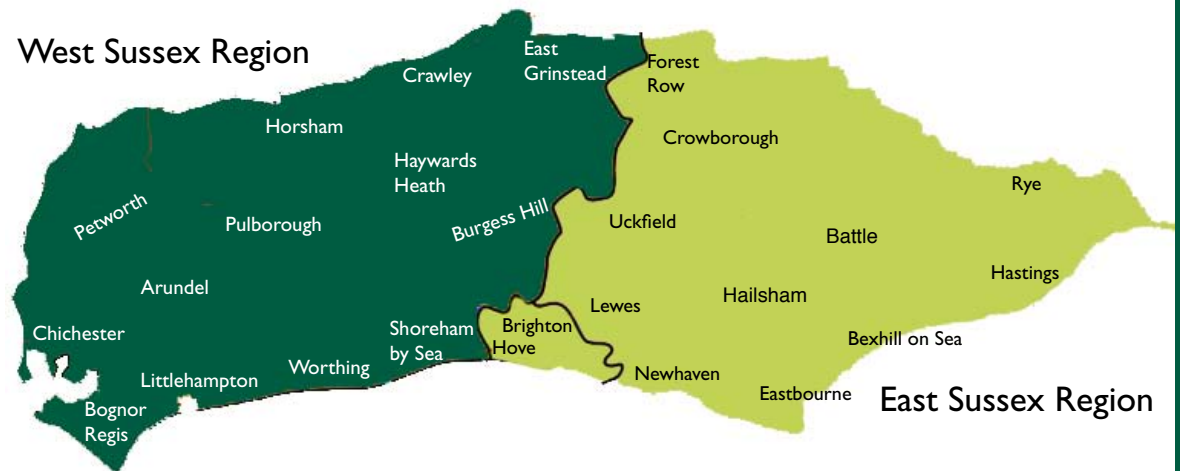 West Sussex Region
East
Grinstead
Crawley
Forest
Row
Horsham
Crowborough
Haywards
Heath
Rye
Petworth
Pulborough
Burgess Hill
Uckfield
Battle
Arundel
Hastings
Lewes
Hailsham
Chichester
Shoreham
by Sea
Brighton
Hove
Bexhill on Sea
Worthing
Littlehampton
Newhaven
Eastbourne
East Sussex Region
Bognor
Regis